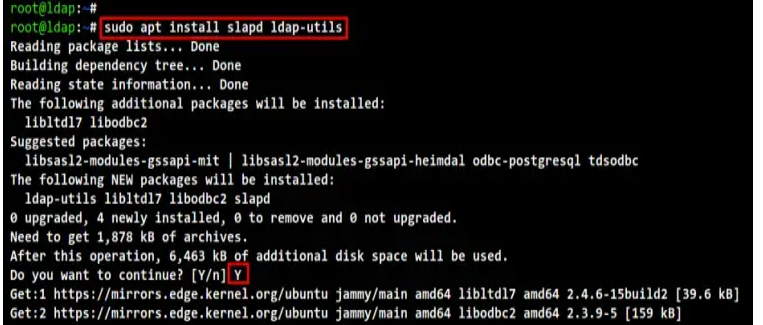 root@ldap:~#
root@ldap:~# sudo apt install slapd ldap-utils
Reading package lists... Done
Building dependency tree... Done
Reading state information... Done
The following additional packages will be installed:
  libltdl7 libodbc2
Suggested packages:
  libsasl2-modules-gssapi-mit | libsasl2-modules-gssapi-heimdal odbc-postgresql tdsodbc
The following NEW packages will be installed:
  ldap-utils libltdl7 libodbc2 slapd
0 upgraded, 4 newly installed, 0 to remove and 0 not upgraded.
Need to get 1,878 kB of archives.
After this operation, 6,463 kB of additional disk space will be used.
Do you want to continue? [Y/n] Y
Get:1 https://mirrors.edge.kernel.org/ubuntu jammy/main amd64 libltdl7 amd64 2.4.6-15build2 [39.6 kB]
Get:2 https://mirrors.edge.kernel.org/ubuntu jammy/main amd64 libodbc2 amd64 2.3.9-5 [159 kB]